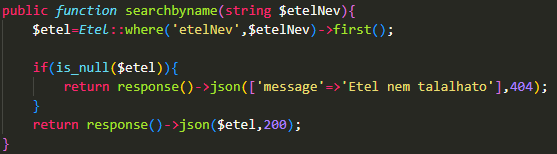 public function searchbyname(string $etelNev){
    $etel=Etel::where('etelNev',$etelNev)->first();

    if(is_null($etel)){
        return response()->json(['message'=>'Etel nem talalhato'],404);
    }
    return response()->json($etel,200);
}